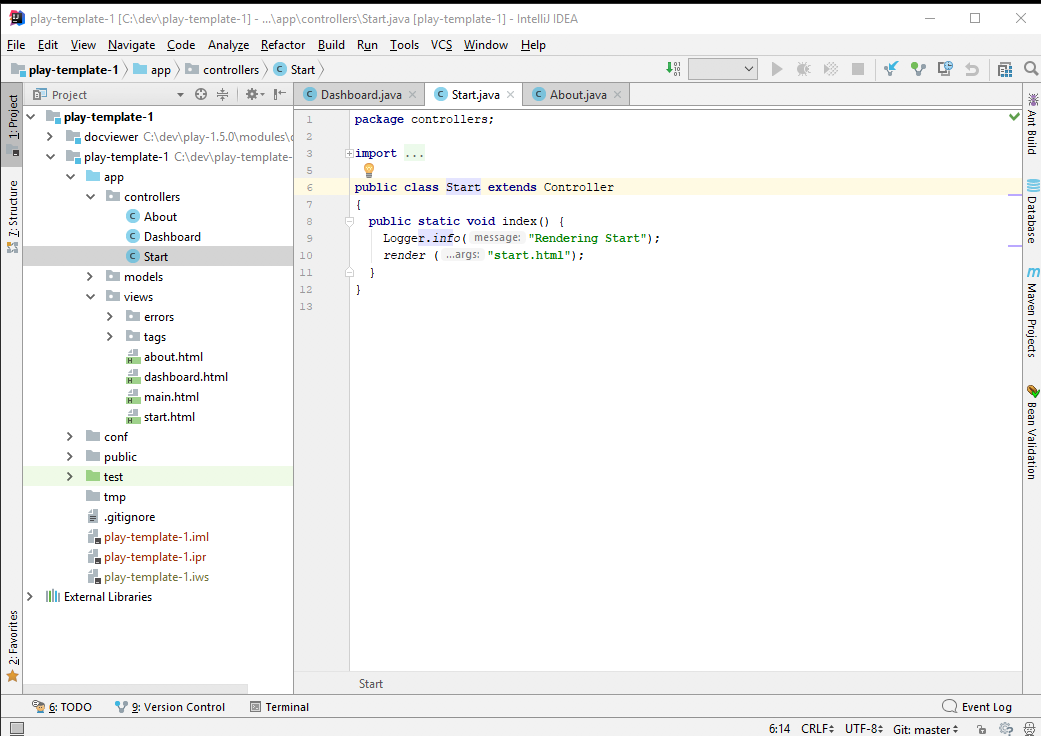 play-template-1 [C:\dev\play-template-1] - ...\app\controllers\Start.java [play-template-1] - IntelliJ IDEA
File Edit View Navigate Code Analyze Refactor Build Run Tools VCS Window Help
play-template-1 app controllers Start
Project
Dashboard.java Start.java About.java
1: Project
7: Structure
2: Favorites
play-template-1
docviewer C:\dev\play-1.5.0\modules\
play-template-1 C:\dev\play-template-
app
controllers
About
Dashboard
Start
models
views
errors
tags
about.html
dashboard.html
main.html
start.html
conf
public
test
tmp
.gitignore
play-template-1.iml
play-template-1.ipr
play-template-1.iws
External Libraries
1 package controllers;
2
3 import ...
5
6 public class Start extends Controller
7 {
8 public static void index() {
9 Logger.info( message: "Rendering Start");
10 render ( ...args: "start.html");
11 }
12 }
13
Start
Ant Build
Database
Maven Projects
Bean Validation
6: TODO 9: Version Control Terminal Event Log
6:14 CRLF UTF-8 Git: master